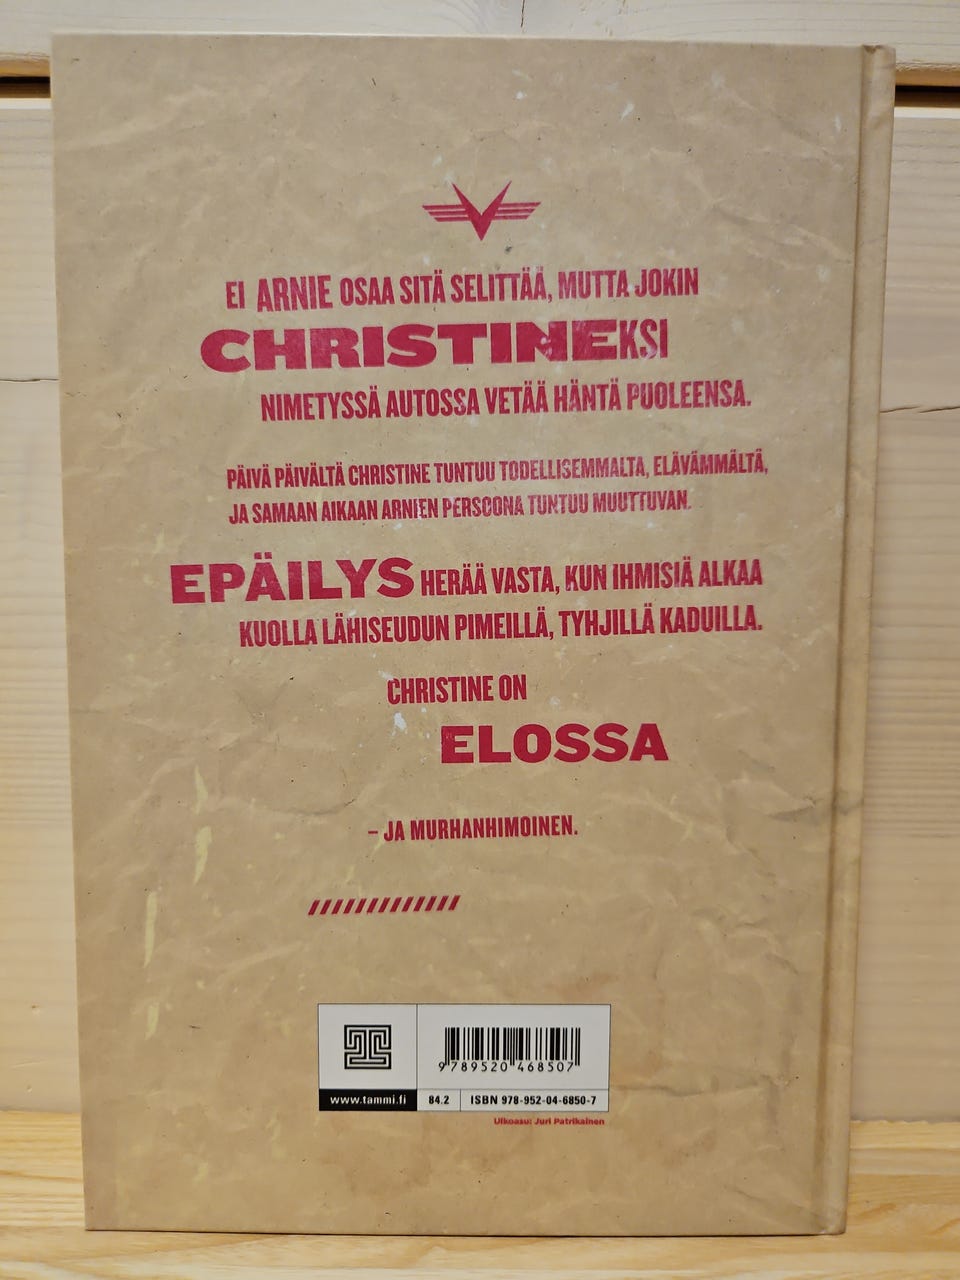 EI ARNIE OSAA SITÄ SELITTÄÄ, MUTTA JOKIN
CHRISTINEKSI
NIMETYSSÄ AUTOSSA VETÄÄ HÄNTÄ PUOLEENSA.
PÄIVÄ PÄIVÄLTÄ CHRISTINE TUNTUU TODELLISEMMALTA, ELÄVÄMMÄLTÄ,
JA SAMAAN AIKAAN ARNIEN PERSOONA TUNTUU MUUTTUVAN.
EPÄILYS HERÄÄ VASTA, KUN IHMISIÄ ALKAA
KUOLLA LÄHISEUDUN PIMEILLÄ, TYHJILLÄ KADUILLA.
CHRISTINE ON
ELOSSA
– JA MURHANHIMOINEN.
9 789520 468507
www.tammi.fi 84.2 ISBN 978-952-04-6850-7
Ulkoasu: Juri Patrikainen